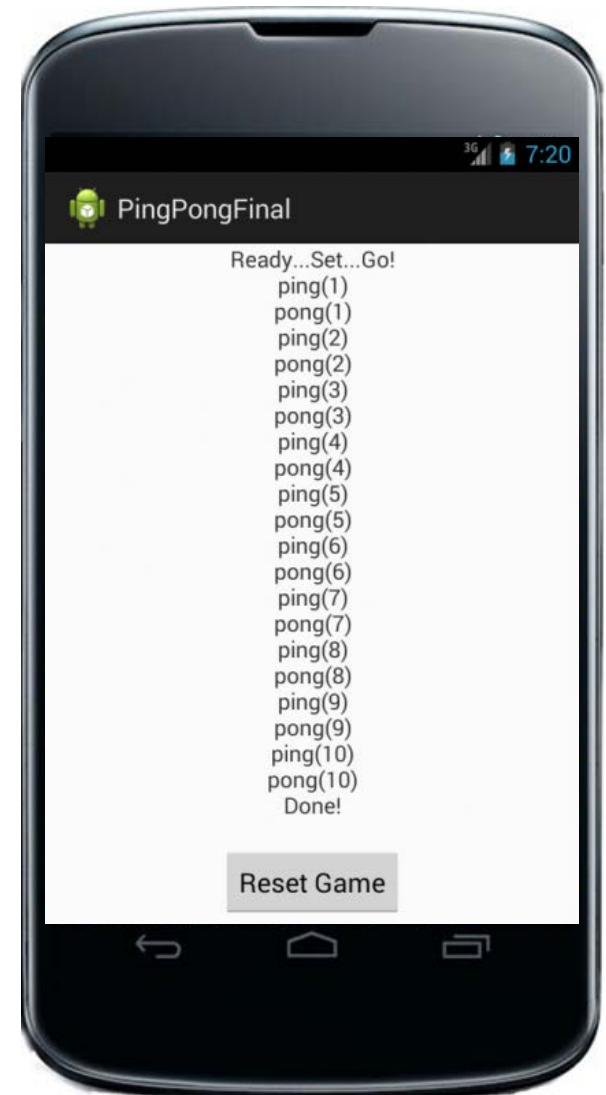 3G 7:20
PingPongFinal
Ready...Set...Go!
ping(1)
pong(1)
ping(2)
pong(2)
ping(3)
pong(3)
ping(4)
pong(4)
ping(5)
pong(5)
ping(6)
pong(6)
ping(7)
pong(7)
ping(8)
pong(8)
ping(9)
pong(9)
ping(10)
pong(10)
Done!
Reset Game